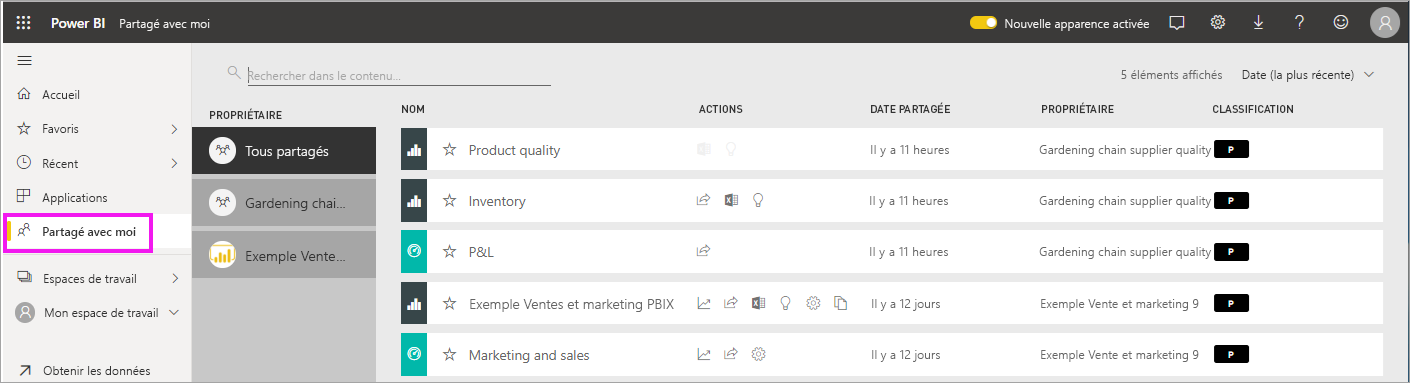 Power BI Partagé avec moi Nouvelle apparence activée ?
Rechercher dans le contenu... 5 éléments affichés Date (la plus récente)
Accueil
Favoris
Récent
Applications
Partagé avec moi
Espaces de travail
Mon espace de travail
Obtenir les données
PROPRIÉTAIRE
Tous partagés
Gardening chai...
Exemple Vente...
NOM ACTIONS DATE PARTAGÉE PROPRIÉTAIRE CLASSIFICATION
Product quality Il y a 11 heures Gardening chain supplier quality P
Inventory Il y a 11 heures Gardening chain supplier quality P
P&L Il y a 11 heures Gardening chain supplier quality P
Exemple Ventes et marketing PBIX Il y a 12 jours Exemple Vente et marketing 9 P
Marketing and sales Il y a 12 jours Exemple Vente et marketing 9 P